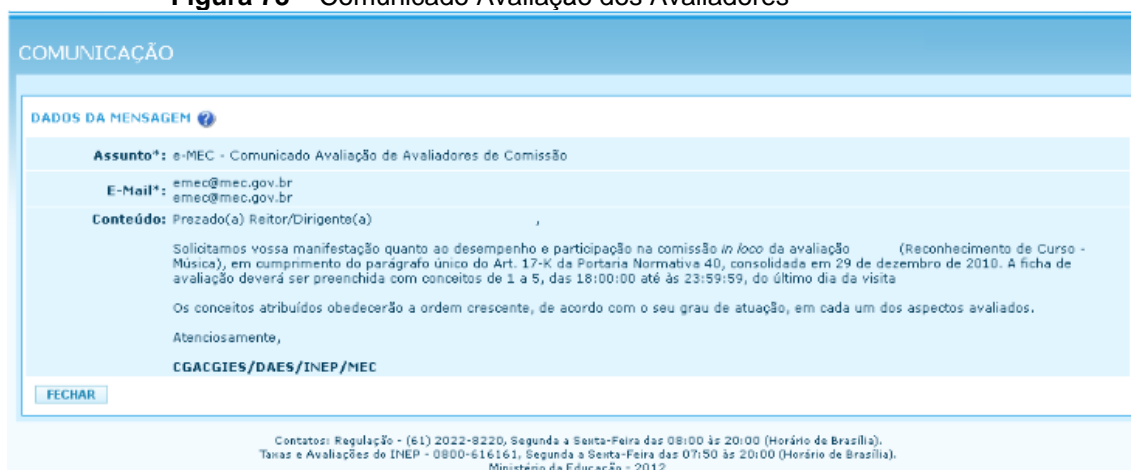 Figura 76 – Comunicado Avaliação dos Avaliadores
COMUNICAÇÃO
DADOS DA MENSAGEM
Assunto*: e-MEC - Comunicado Avaliação de Avaliadores de Comissão
E-Mail*: emec@mec.gov.br
emec@mec.gov.br
Conteúdo: Prezado(a) Reitor/Dirigente(a) ,
Solicitamos vossa manifestação quanto ao desempenho e participação na comissão in loco da avaliação (Reconhecimento de Curso -
Música), em cumprimento do parágrafo único do Art. 17-K da Portaria Normativa 40, consolidada em 29 de dezembro de 2010. A ficha de
avaliação deverá ser preenchida com conceitos de 1 a 5, das 18:00:00 até às 23:59:59, do último dia da visita
Os conceitos atribuídos obedecerão a ordem crescente, de acordo com o seu grau de atuação, em cada um dos aspectos avaliados.
Atenciosamente,
CGACGIES/DAES/INEP/MEC
FECHAR
Contatos: Regulação - (61) 2022-8220, Segunda a Sexta-Feira das 08:00 às 20:00 (Horário de Brasília).
Taxas e Avaliações do INEP - 0800-616161, Segunda a Sexta-Feira das 07:50 às 20:00 (Horário de Brasília).
Ministério da Educação - 2012